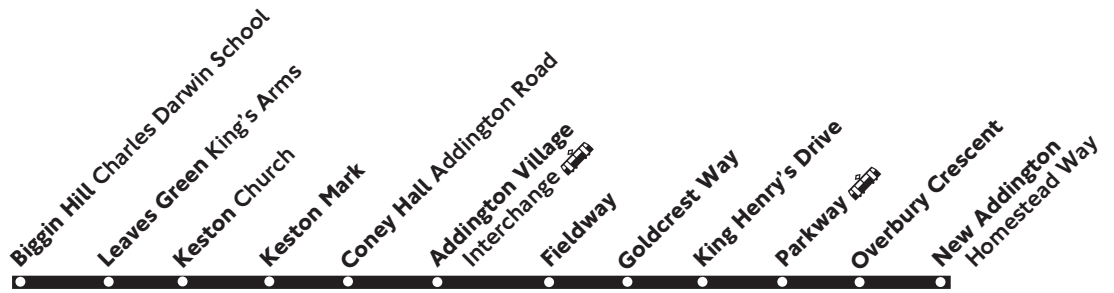 Biggin Hill Charles Darwin School
Leaves Green King's Arms
Keston Church
Keston Mark
Coney Hall Addington Road
Addington Village
Interchange
Fieldway
Goldcrest Way
King Henry's Drive
Parkway
Overbury Crescent
New Addington
Homestead Way